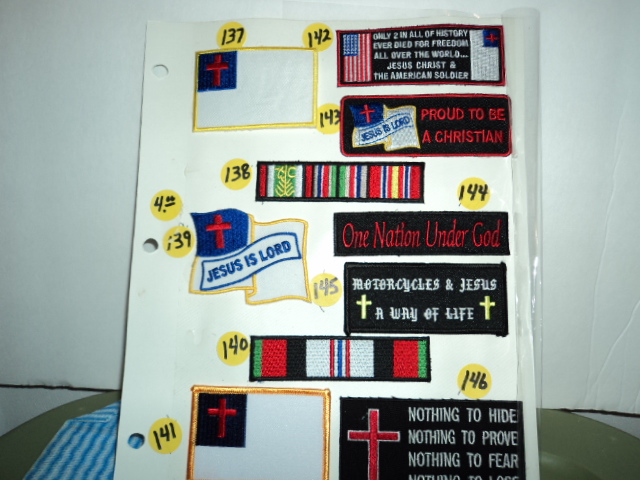 137
142
ONLY 2 IN ALL OF HISTORY
EVER DIED FOR FREEDOM
ALL OVER THE WORLD...
JESUS CHRIST &
THE AMERICAN SOLDIER
143
JESUS IS LORD
PROUD TO BE
A CHRISTIAN
138
144
4.00
139
JESUS IS LORD
One Nation Under God
145
MOTORCYCLES & JESUS
A WAY OF LIFE
140
146
141
NOTHING TO HIDE
NOTHING TO PROVE
NOTHING TO FEAR
NOTHING TO LOSE